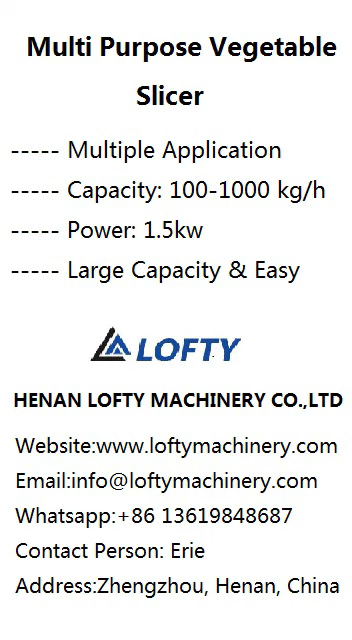 Multi Purpose Vegetable
Slicer
----- Multiple Application
----- Capacity: 100-1000 kg/h
----- Power: 1.5kw
----- Large Capacity & Easy
LOFTY
HENAN LOFTY MACHINERY CO.,LTD
Website:www.loftymachinery.com
Email:info@loftymachinery.com
Whatsapp:+86 13619848687
Contact Person: Erie
Address:Zhengzhou, Henan, China